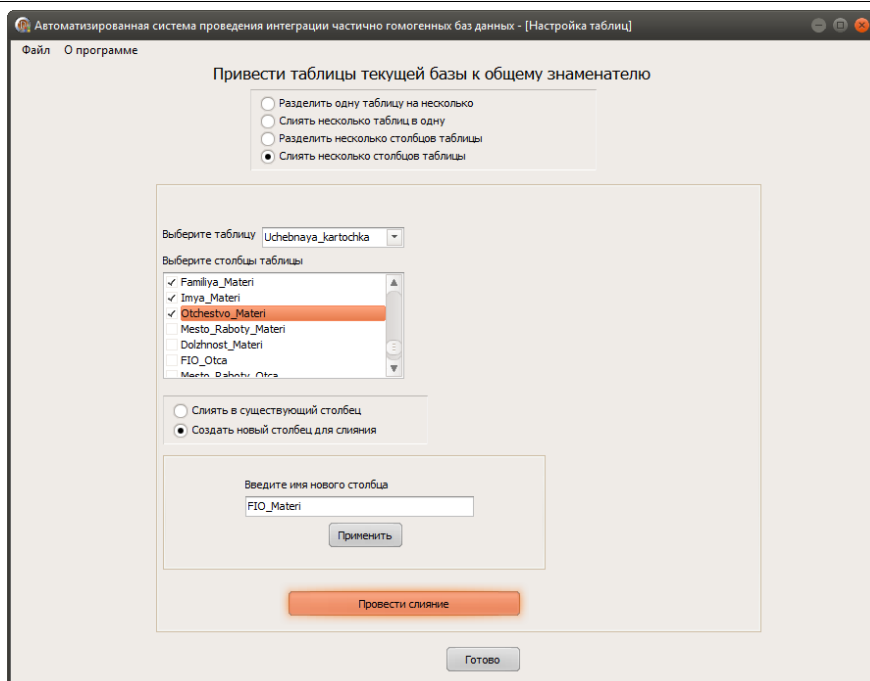 Автоматизированная система проведения интеграции частично гомогенных баз данных - [Настройка таблиц]
Файл О программе
Привести таблицы текущей базы к общему знаменателю
Разделить одну таблицу на несколько
Слиять несколько таблиц в одну
Разделить несколько столбцов таблицы
Слиять несколько столбцов таблицы
Выберите таблицу Uchebnaya_kartochka
Выберите столбцы таблицы
Familiya_Materi
Imya_Materi
Otchestvo_Materi
Mesto_Raboty_Materi
Dolzhnost_Materi
FIO_Otca
Mesto_Raboty_Otca
Слиять в существующий столбец
Создать новый столбец для слияния
Введите имя нового столбца
FIO_Materi
Применить
Провести слияние
Готово